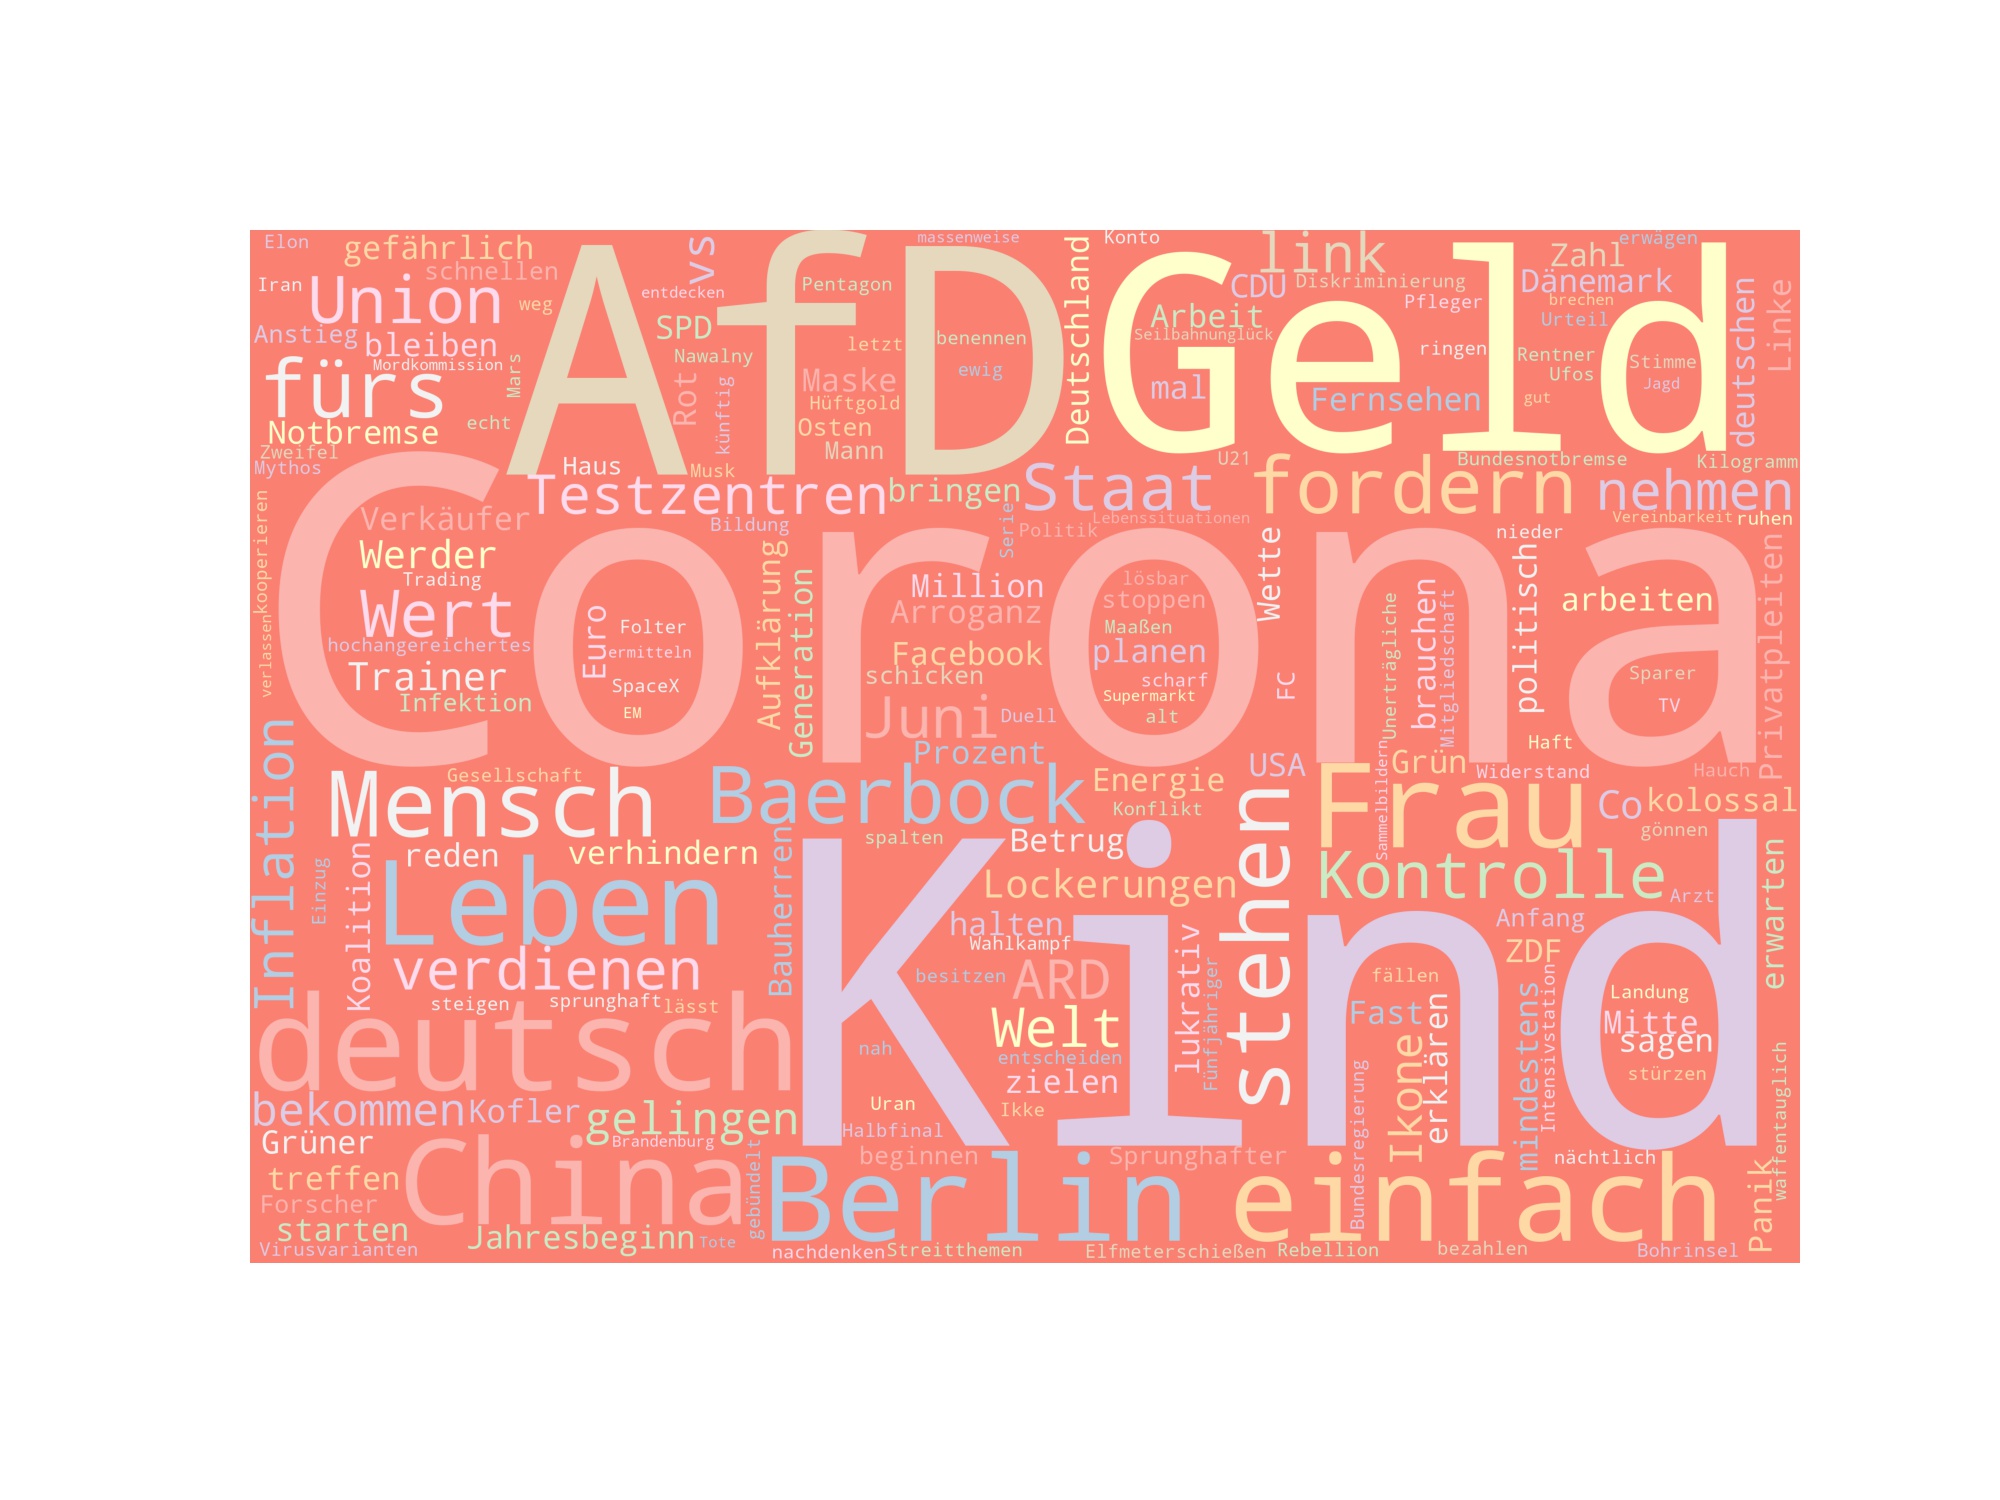 Elon
gefährlich
vs
massenweise
Konto
link
Zahl
erwägen
schnellen
Iran
Union
weg
AfD
entdecken
Pentagon
Deutschland
Geld
CDU
Diskriminierung
Dänemark
deutschen
Linke
Pfleger
brechen
Urteil
Arbeit
Seilbahnunglück
Anstieg
bleiben
SPD
Nawalny
letzt
benennen
ringen
Rentner
Stimme
Ufos
Jagd
Mordkommission
Mars
fürs
Rot
künftig
Maske
ewig
mal
Fernsehen
gut
Hüftgold
Notbremse
echt
Osten
Mann
Zweifel
Mythos
Haus
Musk
U21
Bundesnotbremse
Kilogramm
Testzentren
bringen
Staat
fordern
nehmen
kooperieren
Verkäufer
Bildung
Serie
Politik
Lebenssituationen
Vereinbarkeit
ruhen
Corona
Werder
Trading
Aufklärung
Generation
Million
lösbar
Wette
nieder
politisch
Privatpleiten
Wert
Euro
Folter
Arroganz
stoppen
Unerträgliche
brauchen
Mitgliedschaft
arbeiten
verlassen
hochangereichertes
ermitteln
Facebook
Maaßen
planen
Trainer
SpaceX
schicken
scharf
FC
Sparer
Infektion
EM
Juni
Duell
Supermarkt
alt
TV
Inflation
Prozent
USA
Haft
Mensch
Gesellschaft
Baerbock
Energie
Konflikt
stehen
Frau
Sammelbildern
Grün
Widerstand
Hauch
Co
kolossal
gönnen
reden
verhindern
Bauherren
spalten
Betrug
Kind
Kontrolle
erwarten
Einzug
Koalition
Leben
Lockerungen
Arzt
halten
Wahlkampf
lukrativ
Anfang
ZDF
verdienen
besitzen
ARD
Fünfjähriger
fällen
mindestens
Intensivstation
Landung
steigen
sprunghaft
lässt
Welt
Fast
erklären
Mitte
sagen
deutsch
nah
entscheiden
zielen
Ikone
stürzen
waffentauglich
bekommen
Kofler
gelingen
Uran
Ikke
Bundesregierung
Grüner
Brandenburg
Halbfinal
China
gebündelt
beginnen
Sprunghafter
nächtlich
Panik
treffen
Forscher
Berlin
einfach
starten
Jahresbeginn
Tote
Virusvarianten
nachdenken
Streitthemen
Elfmeterschießen
Rebellion
bezahlen
Bohrinsel